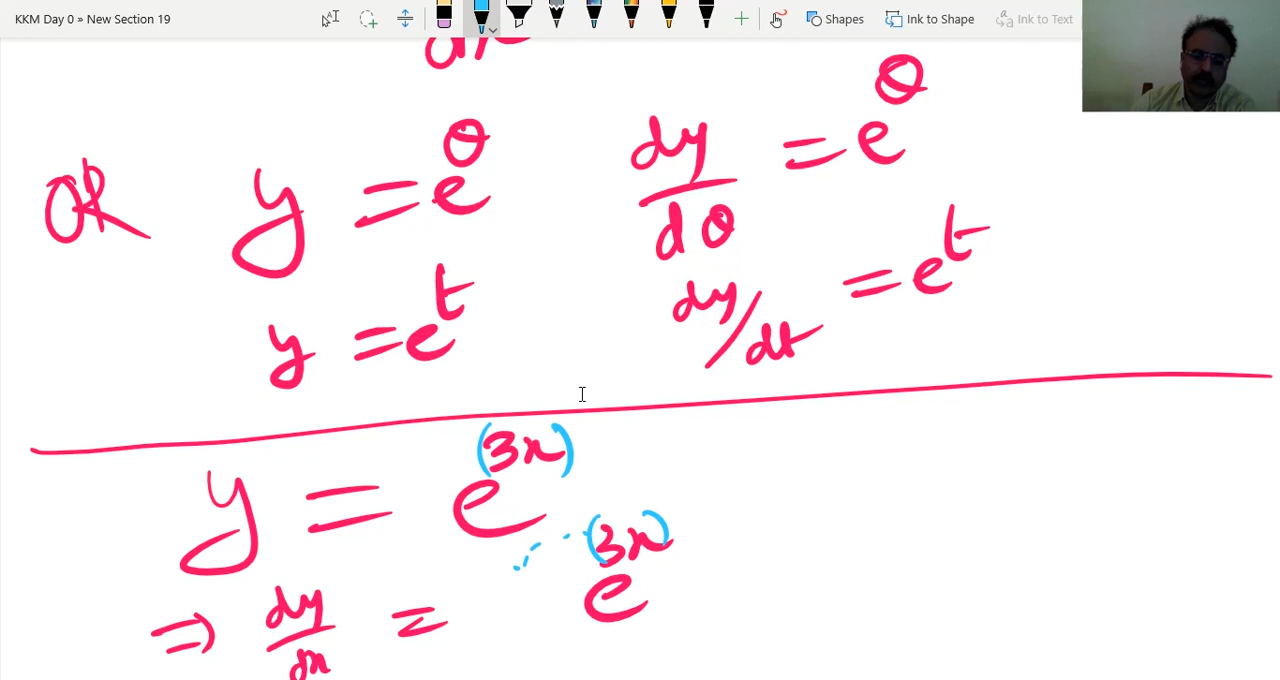 KKM Day 0 » New Section 19
Shapes
Ink to Shape
Ink to Text
OR y = e^θ dy/dθ = e^θ
y = e^t dy/dt = e^t
y = e^(3x)
⇒ dy/dx = e^(3x)